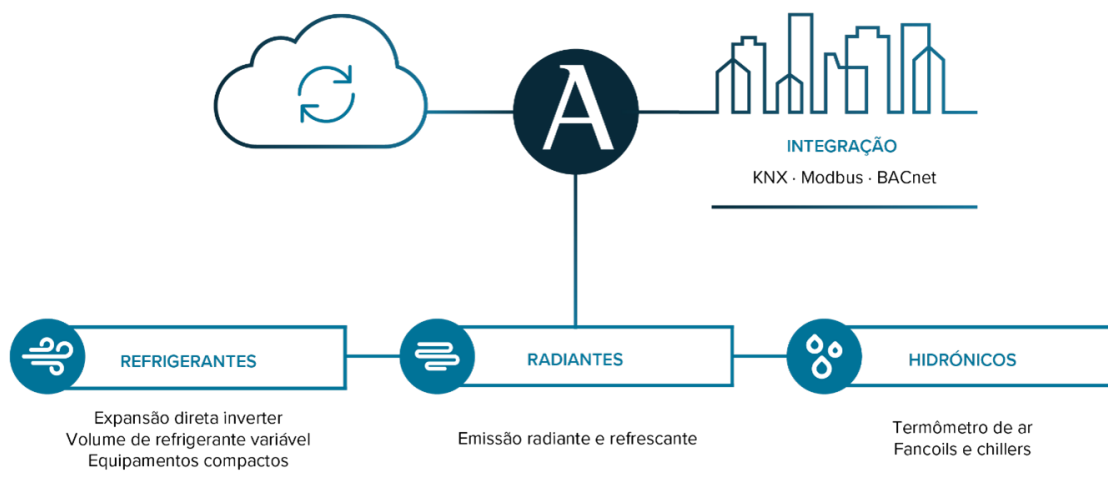 A
INTEGRAÇÃO
KNX · Modbus · BACnet
REFRIGERANTES
Expansão direta inverter
Volume de refrigerante variável
Equipamentos compactos
RADIANTES
Emissão radiante e refrescante
HIDRÓNICOS
Termômetro de ar
Fancoils e chillers